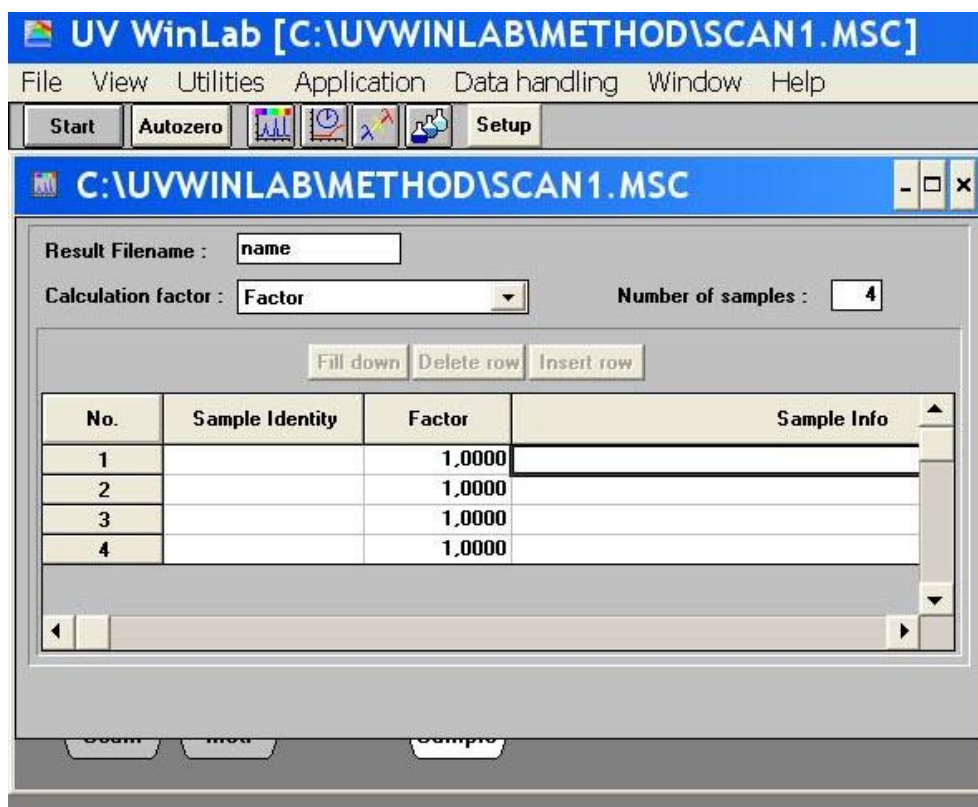 UV WinLab [C:\UVWINLAB\METHOD\SCAN1.MSC]
File View Utilities Application Data handling Window Help
Start Autozero λ λ Setup
C:\UVWINLAB\METHOD\SCAN1.MSC
Result Filename : name
Calculation factor : Factor Number of samples : 4
Fill down Delete row Insert row
No. Sample Identity Factor Sample Info
1 1,0000
2 1,0000
3 1,0000
4 1,0000
Sample